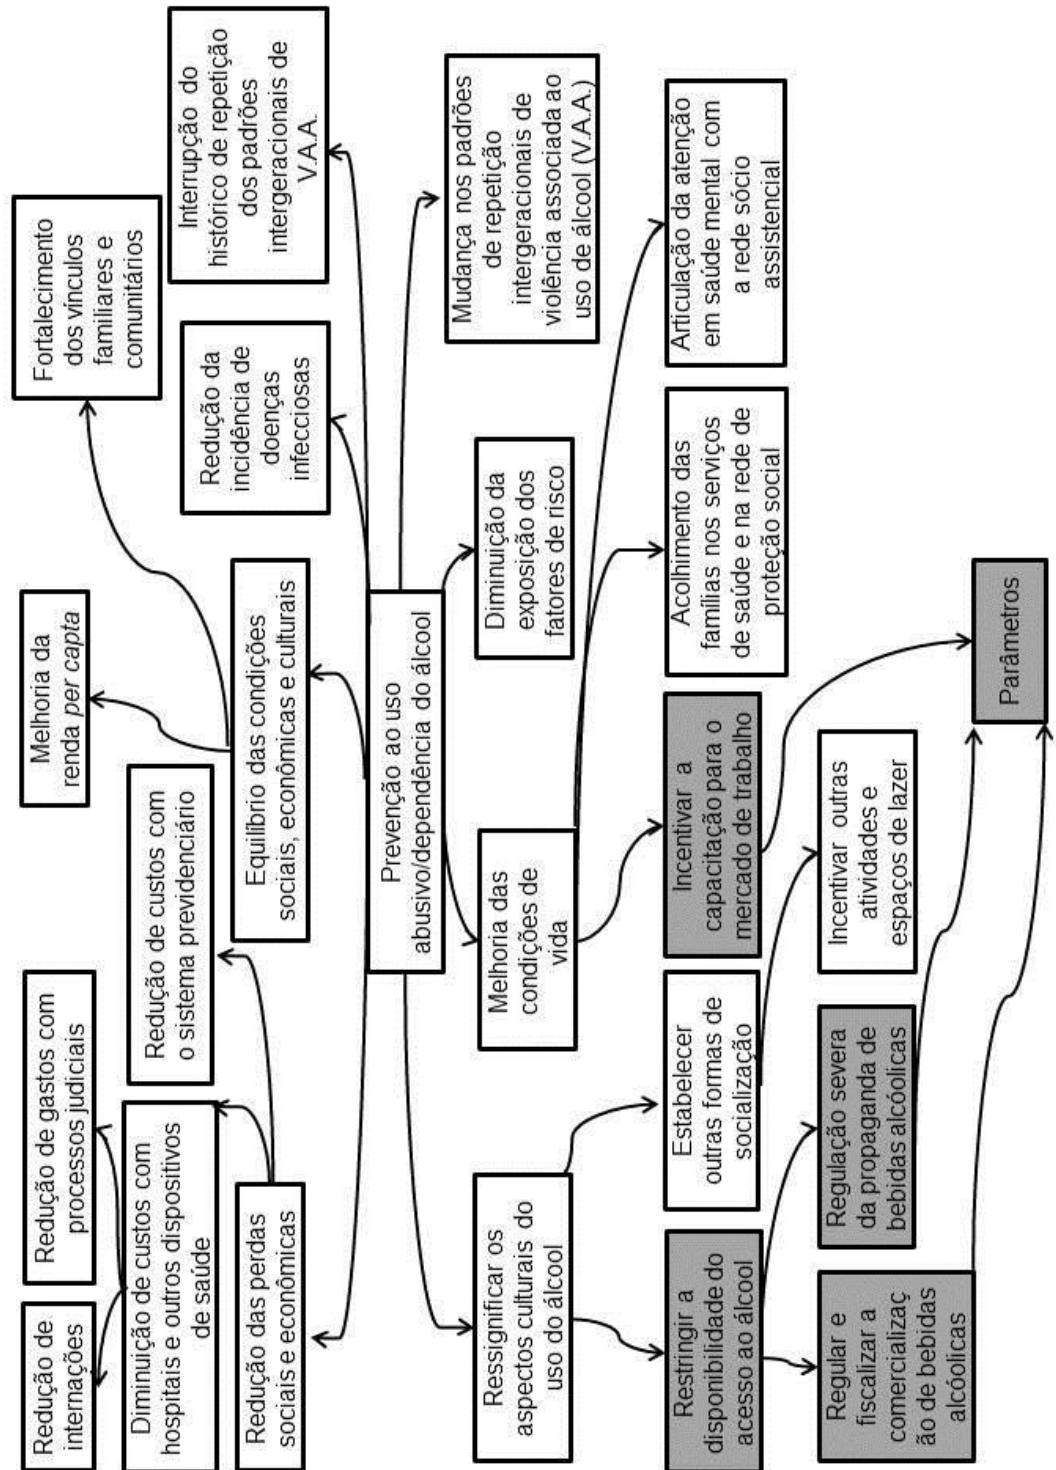 Redução de
internações
Redução de gastos com
processos judiciais
Melhoria da
renda per capta
Fortalecimento
dos vínculos
familiares e
comunitários
Diminuição de custos com
hospitais e outros dispositivos
de saúde
Redução de custos com
o sistema previdenciário
Redução das perdas
sociais e econômicas
Equilíbrio das condições
sociais, econômicas e culturais
Redução da
incidência de
doenças
infecciosas
Interrupção do
histórico de repetição
dos padrões
intergeracionais de
V.A.A.
Prevenção ao uso
abusivo/dependência do álcool
Ressignificar os
aspectos culturais do
uso do álcool
Melhoria das
condições de
vida
Diminuição da
exposição dos
fatores de risco
Mudança nos padrões
de repetição
intergeracionais de
violência associada ao
uso de álcool (V.A.A.)
Restringir a
disponibilidade do
acesso ao álcool
Estabelecer
outras formas de
socialização
Incentivar a
capacitação para o
mercado de trabalho
Acolhimento das
famílias nos serviços
de saúde e na rede de
proteção social
Articulação da atenção
em saúde mental com
a rede sócio
assistencial
Regular e
fiscalizar a
comercializaç
ão de bebidas
alcóolicas
Regulação severa
da propaganda de
bebidas alcóolicas
Incentivar outras
atividades e
espaços de lazer
Parâmetros